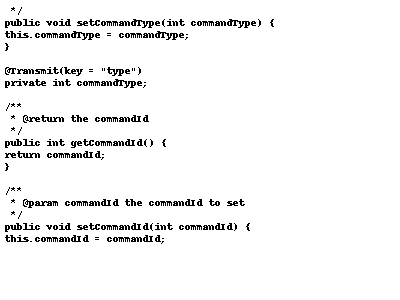 */
public void setCommandType(int commandType) {
this.commandType = commandType;
}

@Transmit(key = "type")
private int commandType;

/**
 * @return the commandId
 */
public int getCommandId() {
return commandId;
}

/**
 * @param commandId the commandId to set
 */
public void setCommandId(int commandId) {
this.commandId = commandId;